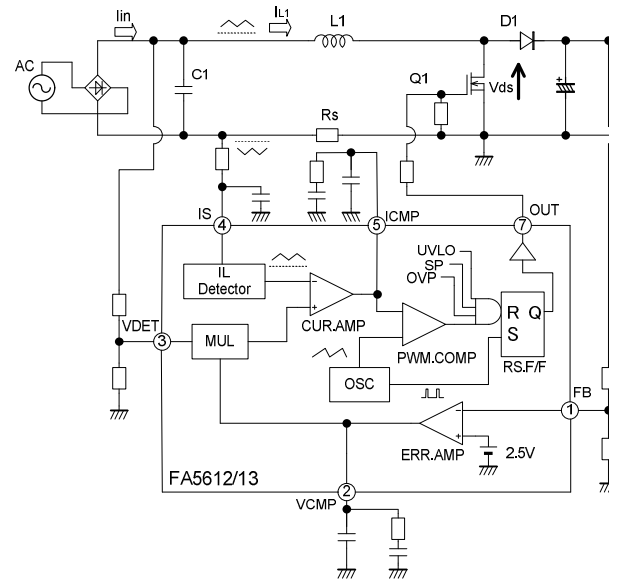 Iin
IL1
L1
D1
AC
C1
Q1
Vds
+
Rs
IS
4
5
ICMP
7
OUT
IL
Detector
−
+
CUR.AMP
UVLO
SP
OVP
PWM.COMP
R Q
S
RS.F/F
VDET
3
MUL
OSC
FB
1
−
+
ERR.AMP
2.5V
FA5612/13
2
VCMP